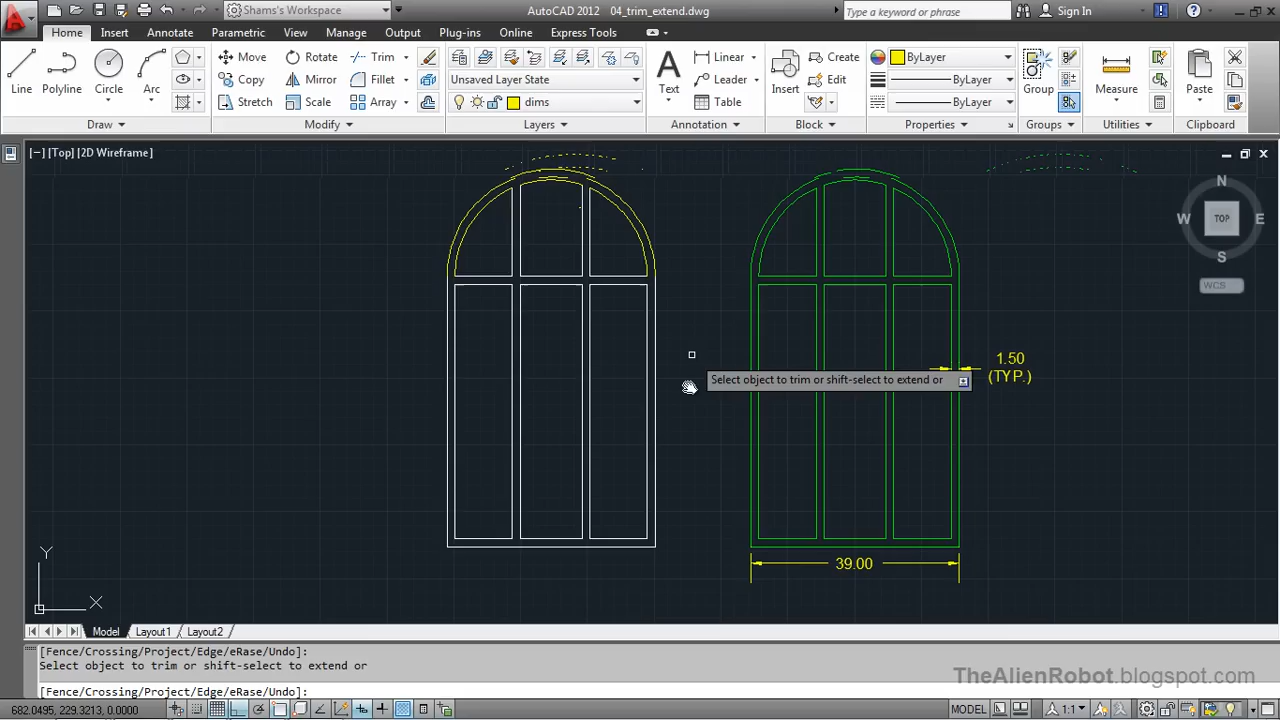 Shams's Workspace
AutoCAD 2012 04_trim_extend.dwg
Type a keyword or phrase
Sign In
Home Insert Annotate Parametric View Manage Output Plug-ins Online Express Tools
Line
Polyline
Circle
Arc
Move
Rotate
Trim
Copy
Mirror
Fillet
Stretch
Scale
Array
Unsaved Layer State
dims
Text
Linear
Leader
Table
Insert
Create
Edit
ByLayer
ByLayer
ByLayer
Group
Measure
Paste
Draw
Modify
Layers
Annotation
Block
Properties
Groups
Utilities
Clipboard
[−] [Top] [2D Wireframe]
N
W
TOP
E
S
WCS
1.50
(TYP.)
Select object to trim or shift-select to extend or
39.00
Y
X
Model Layout1 Layout2
[Fence/Crossing/Project/Edge/eRase/Undo]:
Select object to trim or shift-select to extend or
TheAlienRobot.blogspot.com
[Fence/Crossing/Project/Edge/eRase/Undo]:
682.0495, 229.3213, 0.0000
MODEL
1:1